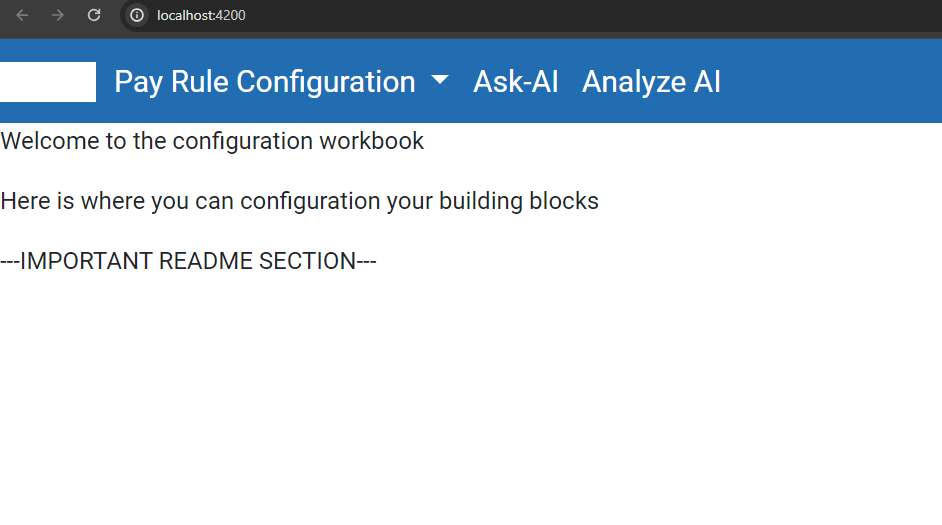 localhost:4200
Pay Rule Configuration Ask-AI Analyze AI
Welcome to the configuration workbook
Here is where you can configuration your building blocks
---IMPORTANT README SECTION---